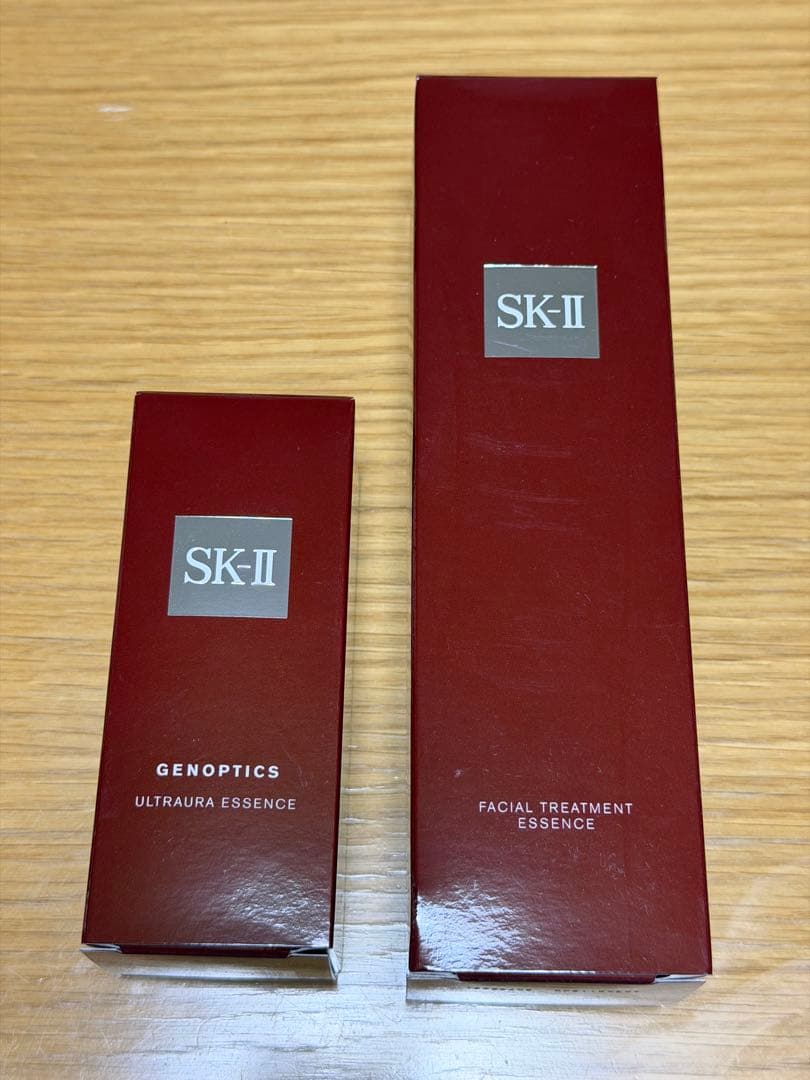 SK-II
GENOPTICS
ULTRAURA ESSENCE
SK-II
FACIAL TREATMENT
ESSENCE